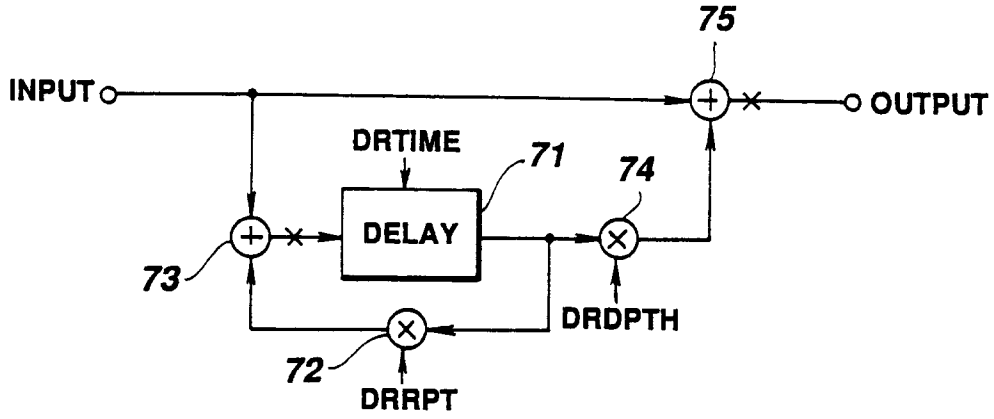 75
INPUT
OUTPUT
DRTIME
71
74
DELAY
73
DRDPTH
72
DRRPT